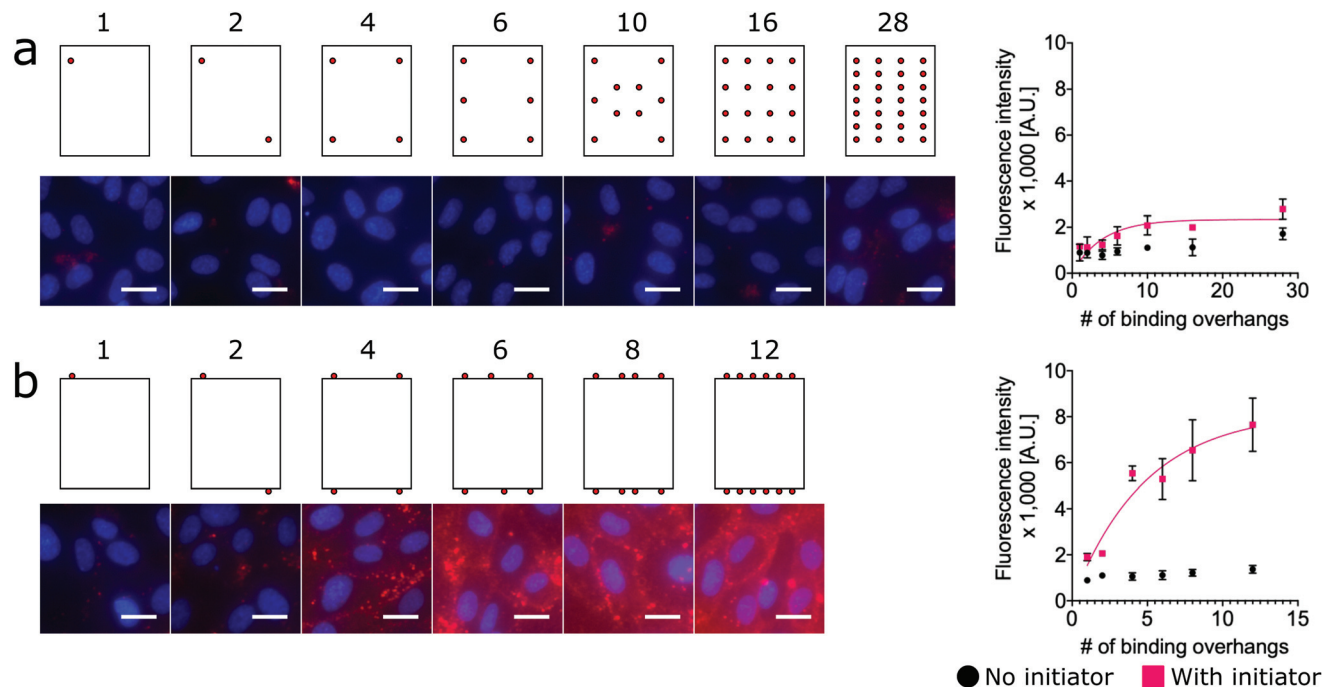 a
1 2 4 6 10 16 28
10
8
6
4
2
0
Fluorescence intensity
x 1,000 [A.U.]
0 10 20 30
# of binding overhangs
b
1 2 4 6 8 12
10
8
6
4
2
0
Fluorescence intensity
x 1,000 [A.U.]
0 5 10 15
# of binding overhangs
No initiator With initiator